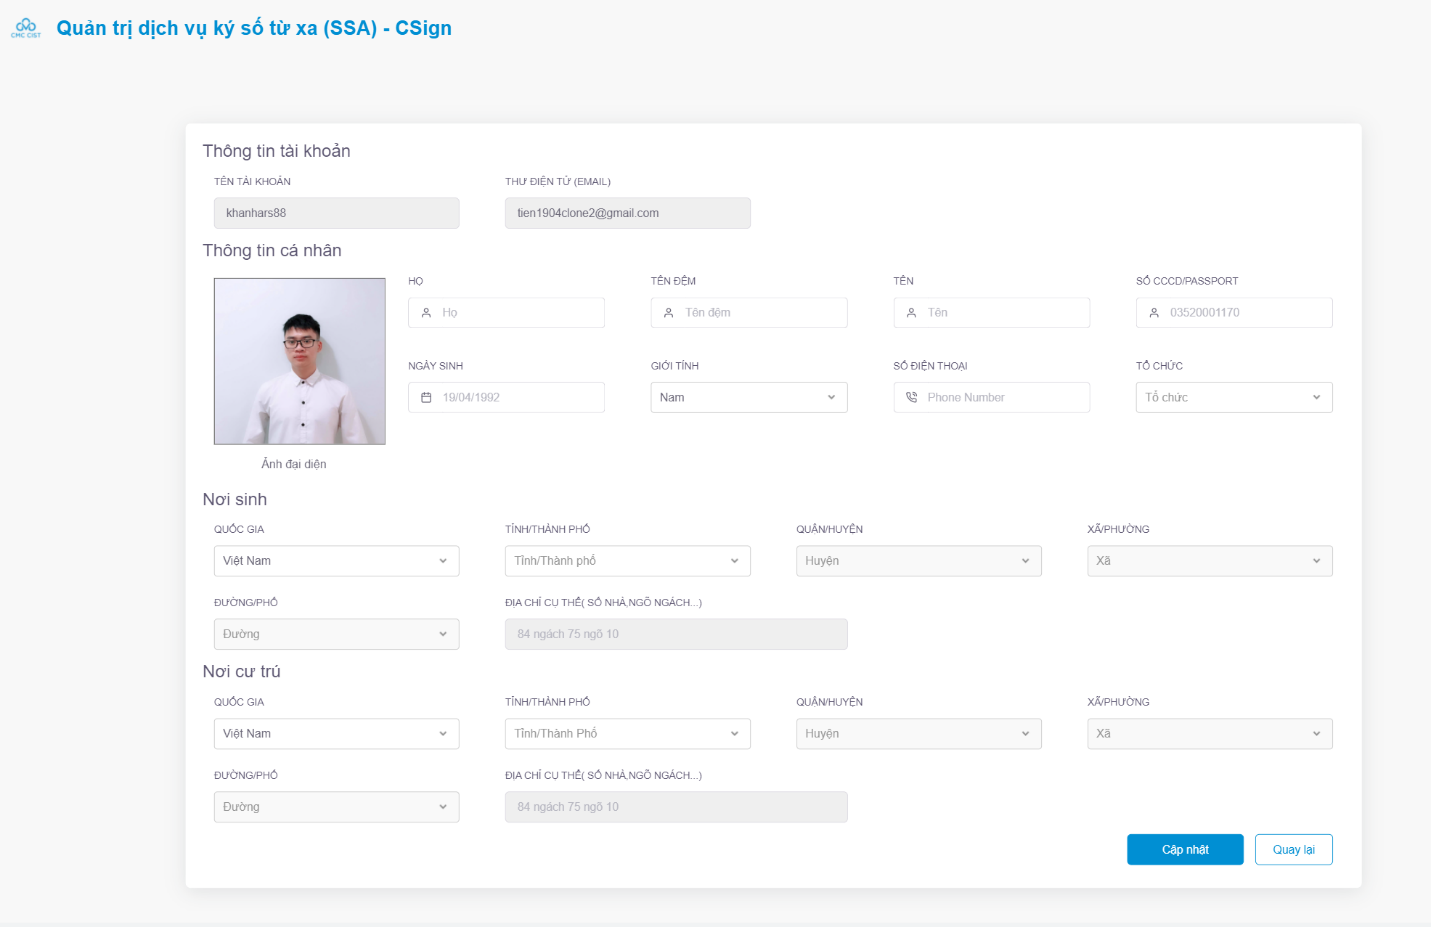 CMC CIST
Quản trị dịch vụ ký số từ xa (SSA) - CSign
Thông tin tài khoản
TÊN TÀI KHOẢN
THƯ ĐIỆN TỬ (EMAIL)
khanhars88
tien1904clone2@gmail.com
Thông tin cá nhân
HỌ
TÊN ĐỆM
TÊN
SỐ CCCD/PASSPORT
Họ
Tên đệm
Tên
03520001170
NGÀY SINH
GIỚI TÍNH
SỐ ĐIỆN THOẠI
TỔ CHỨC
19/04/1992
Nam
Phone Number
Tổ chức
Ảnh đại diện
Nơi sinh
QUỐC GIA
TỈNH/THÀNH PHỐ
QUẬN/HUYỆN
XÃ/PHƯỜNG
Việt Nam
Tỉnh/Thành phố
Huyện
Xã
ĐƯỜNG/PHỐ
ĐỊA CHỈ CỤ THỂ( SỐ NHÀ,NGÕ NGÁCH...)
Đường
84 ngách 75 ngõ 10
Nơi cư trú
QUỐC GIA
TỈNH/THÀNH PHỐ
QUẬN/HUYỆN
XÃ/PHƯỜNG
Việt Nam
Tỉnh/Thành Phố
Huyện
Xã
ĐƯỜNG/PHỐ
ĐỊA CHỈ CỤ THỂ( SỐ NHÀ,NGÕ NGÁCH...)
Đường
84 ngách 75 ngõ 10
Cập nhật
Quay lại